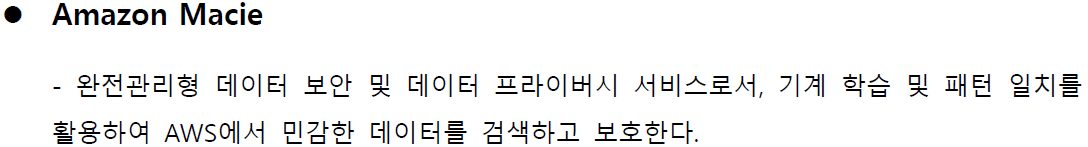 ● Amazon Macie
- 완전관리형 데이터 보안 및 데이터 프라이버시 서비스로서, 기계 학습 및 패턴 일치를
활용하여 AWS에서 민감한 데이터를 검색하고 보호한다.